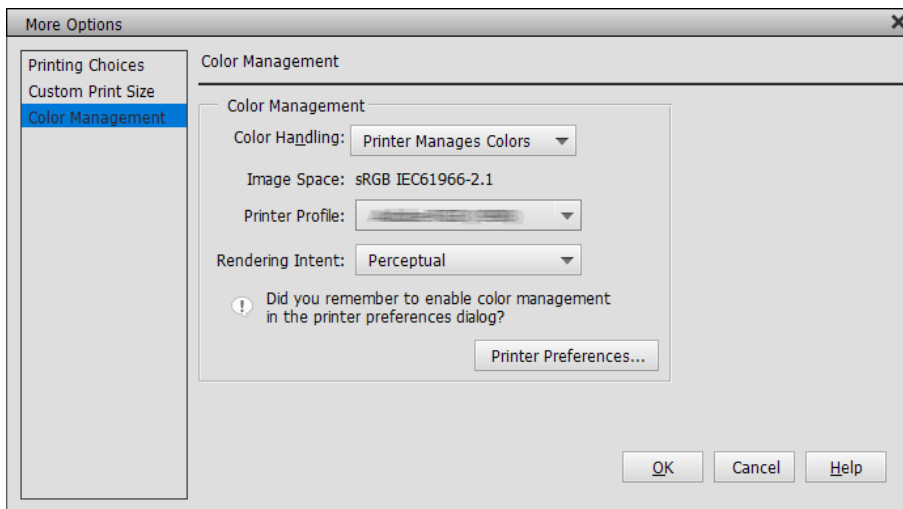 More Options
Printing Choices
Custom Print Size
Color Management
Color Management
Color Management
Color Handling: Printer Manages Colors
Image Space: sRGB IEC61966-2.1
Printer Profile:
Rendering Intent: Perceptual
Did you remember to enable color management
in the printer preferences dialog?
Printer Preferences...
OK Cancel Help